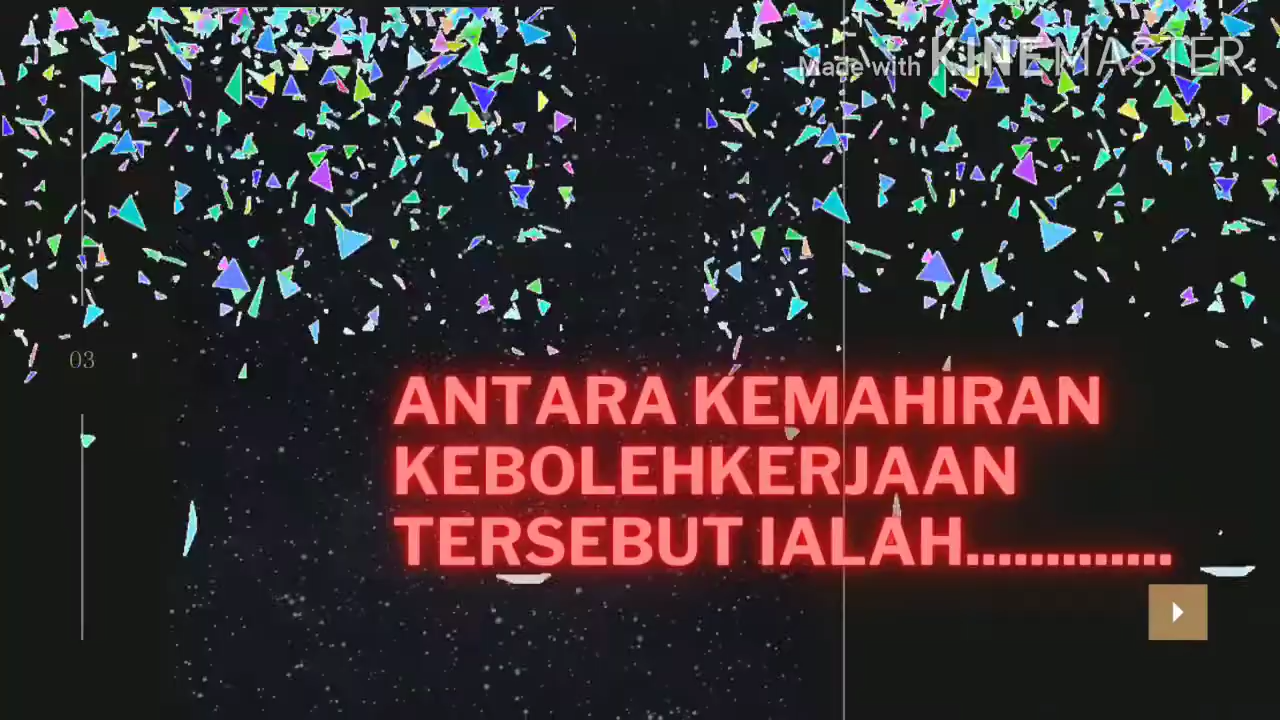 Made with KINEMASTER
03
ANTARA KEMAHIRAN
KEBOLEHKERJAAN
TERSEBUT IALAH.............